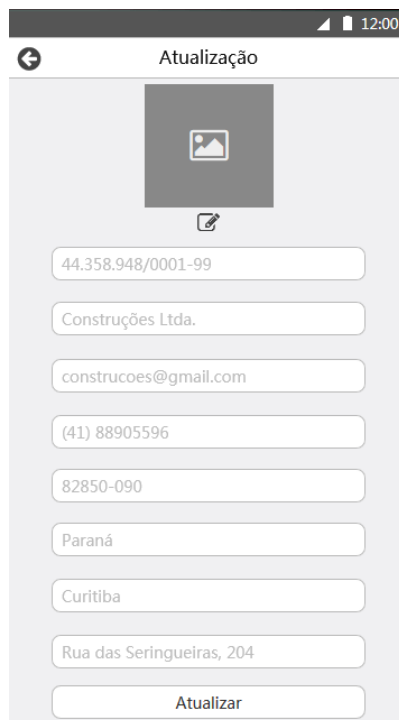 12:00
Atualização
44.358.948/0001-99
Construções Ltda.
construcoes@gmail.com
(41) 88905596
82850-090
Paraná
Curitiba
Rua das Seringueiras, 204
Atualizar